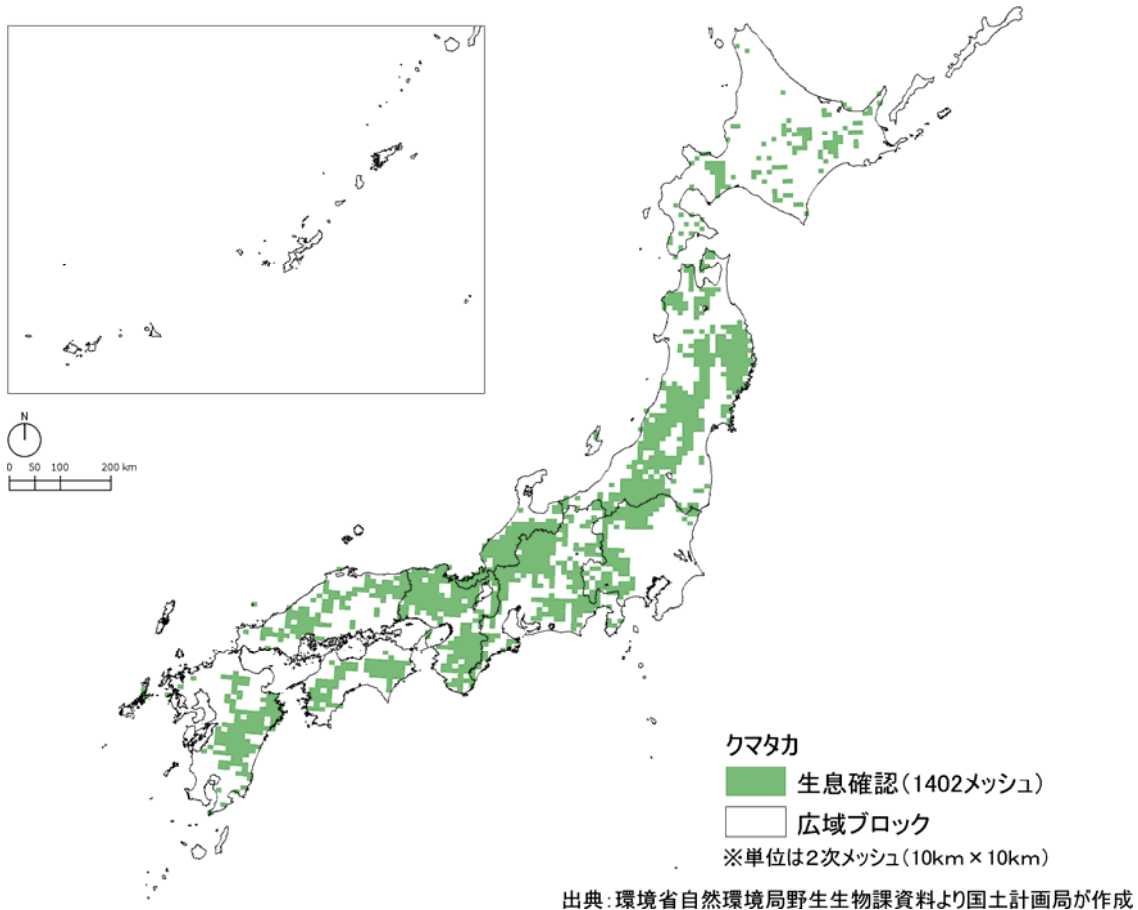 N
0 50 100 200 km
クマタカ
生息確認(1402メッシュ)
広域ブロック
※単位は2次メッシュ(10km×10km)
出典:環境省自然環境局野生生物課資料より国土計画局が作成